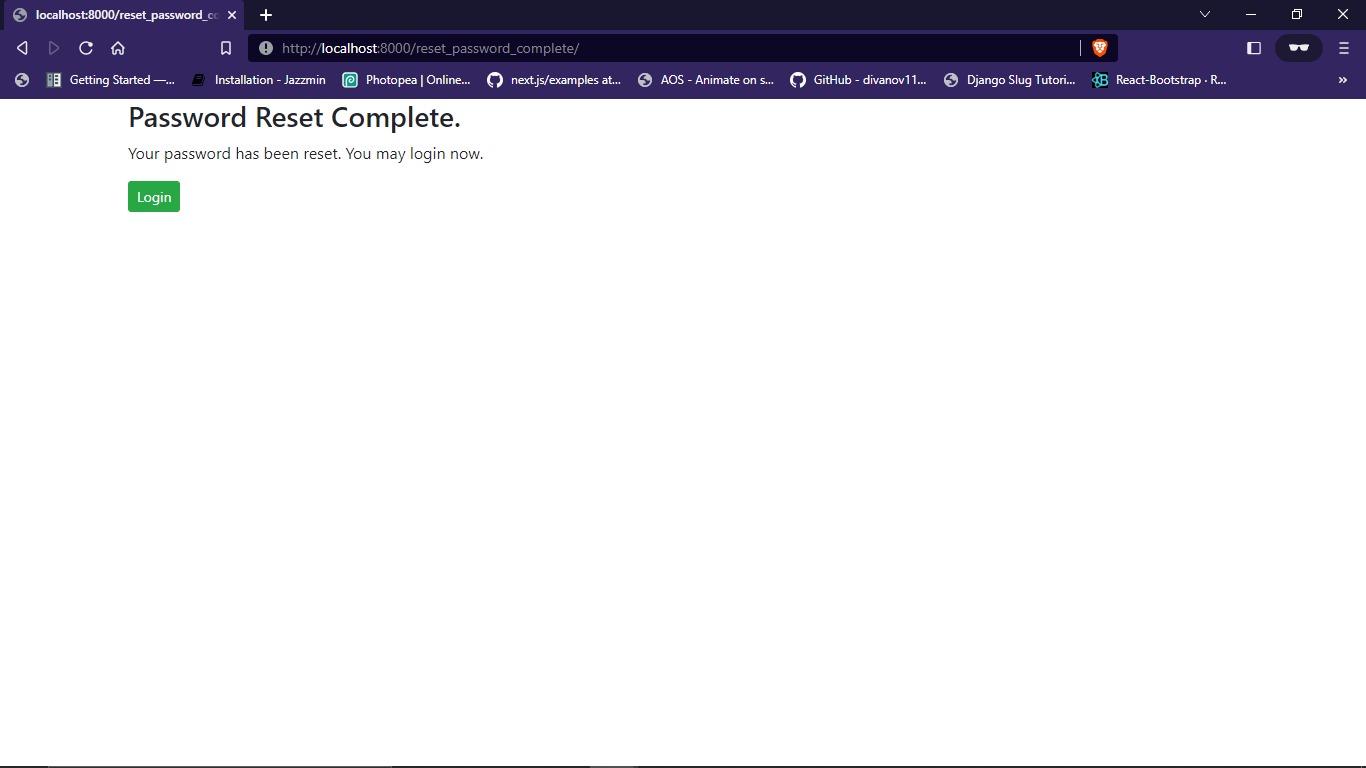 localhost:8000/reset_password_co
http://localhost:8000/reset_password_complete/
Getting Started —... Installation - Jazzmin Photopea | Online... next.js/examples at... AOS - Animate on s... GitHub - divanov11... Django Slug Tutori... React-Bootstrap · R... »
Password Reset Complete.
Your password has been reset. You may login now.
Login